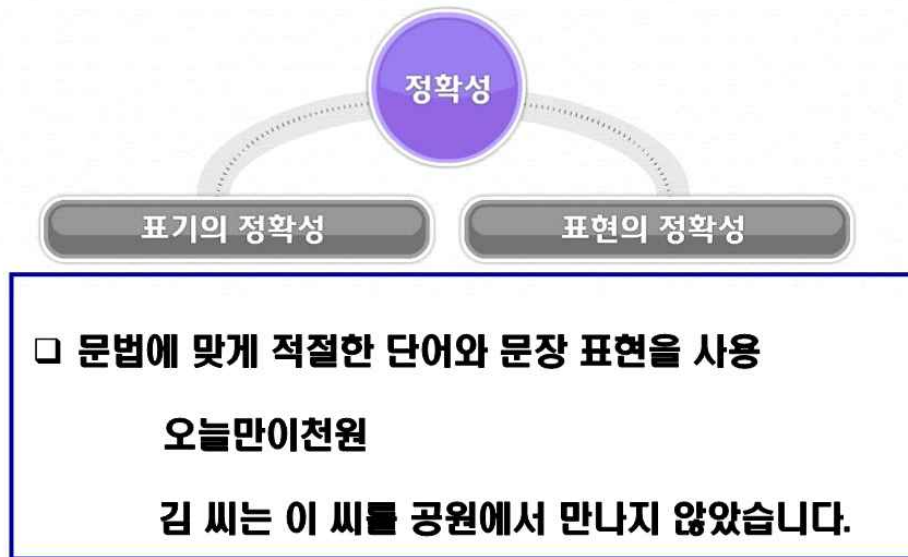 정확성
표기의 정확성
표현의 정확성
❑ 문법에 맞게 적절한 단어와 문장 표현을 사용
오늘만이천원
김 씨는 이 씨를 공원에서 만나지 않았습니다.